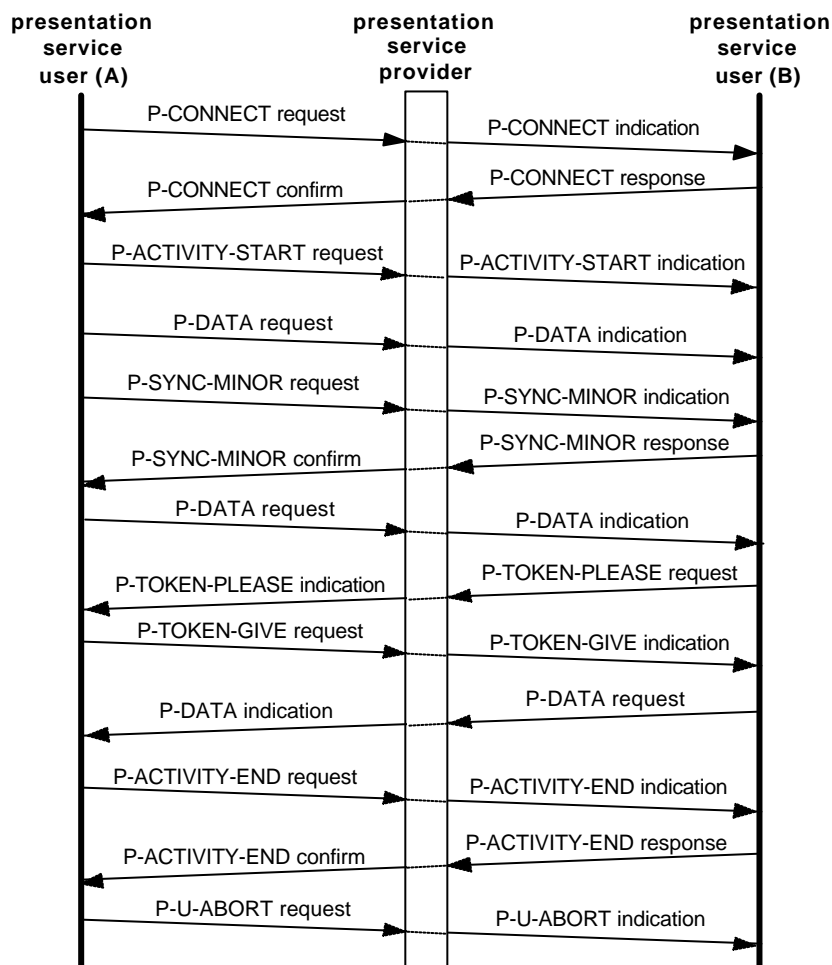 presentation
service
user (A)
presentation
service
provider
presentation
service
user (B)
P-CONNECT request
P-CONNECT indication
P-CONNECT response
P-CONNECT confirm
P-ACTIVITY-START request
P-ACTIVITY-START indication
P-DATA request
P-DATA indication
P-SYNC-MINOR request
P-SYNC-MINOR indication
P-SYNC-MINOR response
P-SYNC-MINOR confirm
P-DATA request
P-DATA indication
P-TOKEN-PLEASE request
P-TOKEN-PLEASE indication
P-TOKEN-GIVE request
P-TOKEN-GIVE indication
P-DATA request
P-DATA indication
P-ACTIVITY-END request
P-ACTIVITY-END indication
P-ACTIVITY-END response
P-ACTIVITY-END confirm
P-U-ABORT request
P-U-ABORT indication